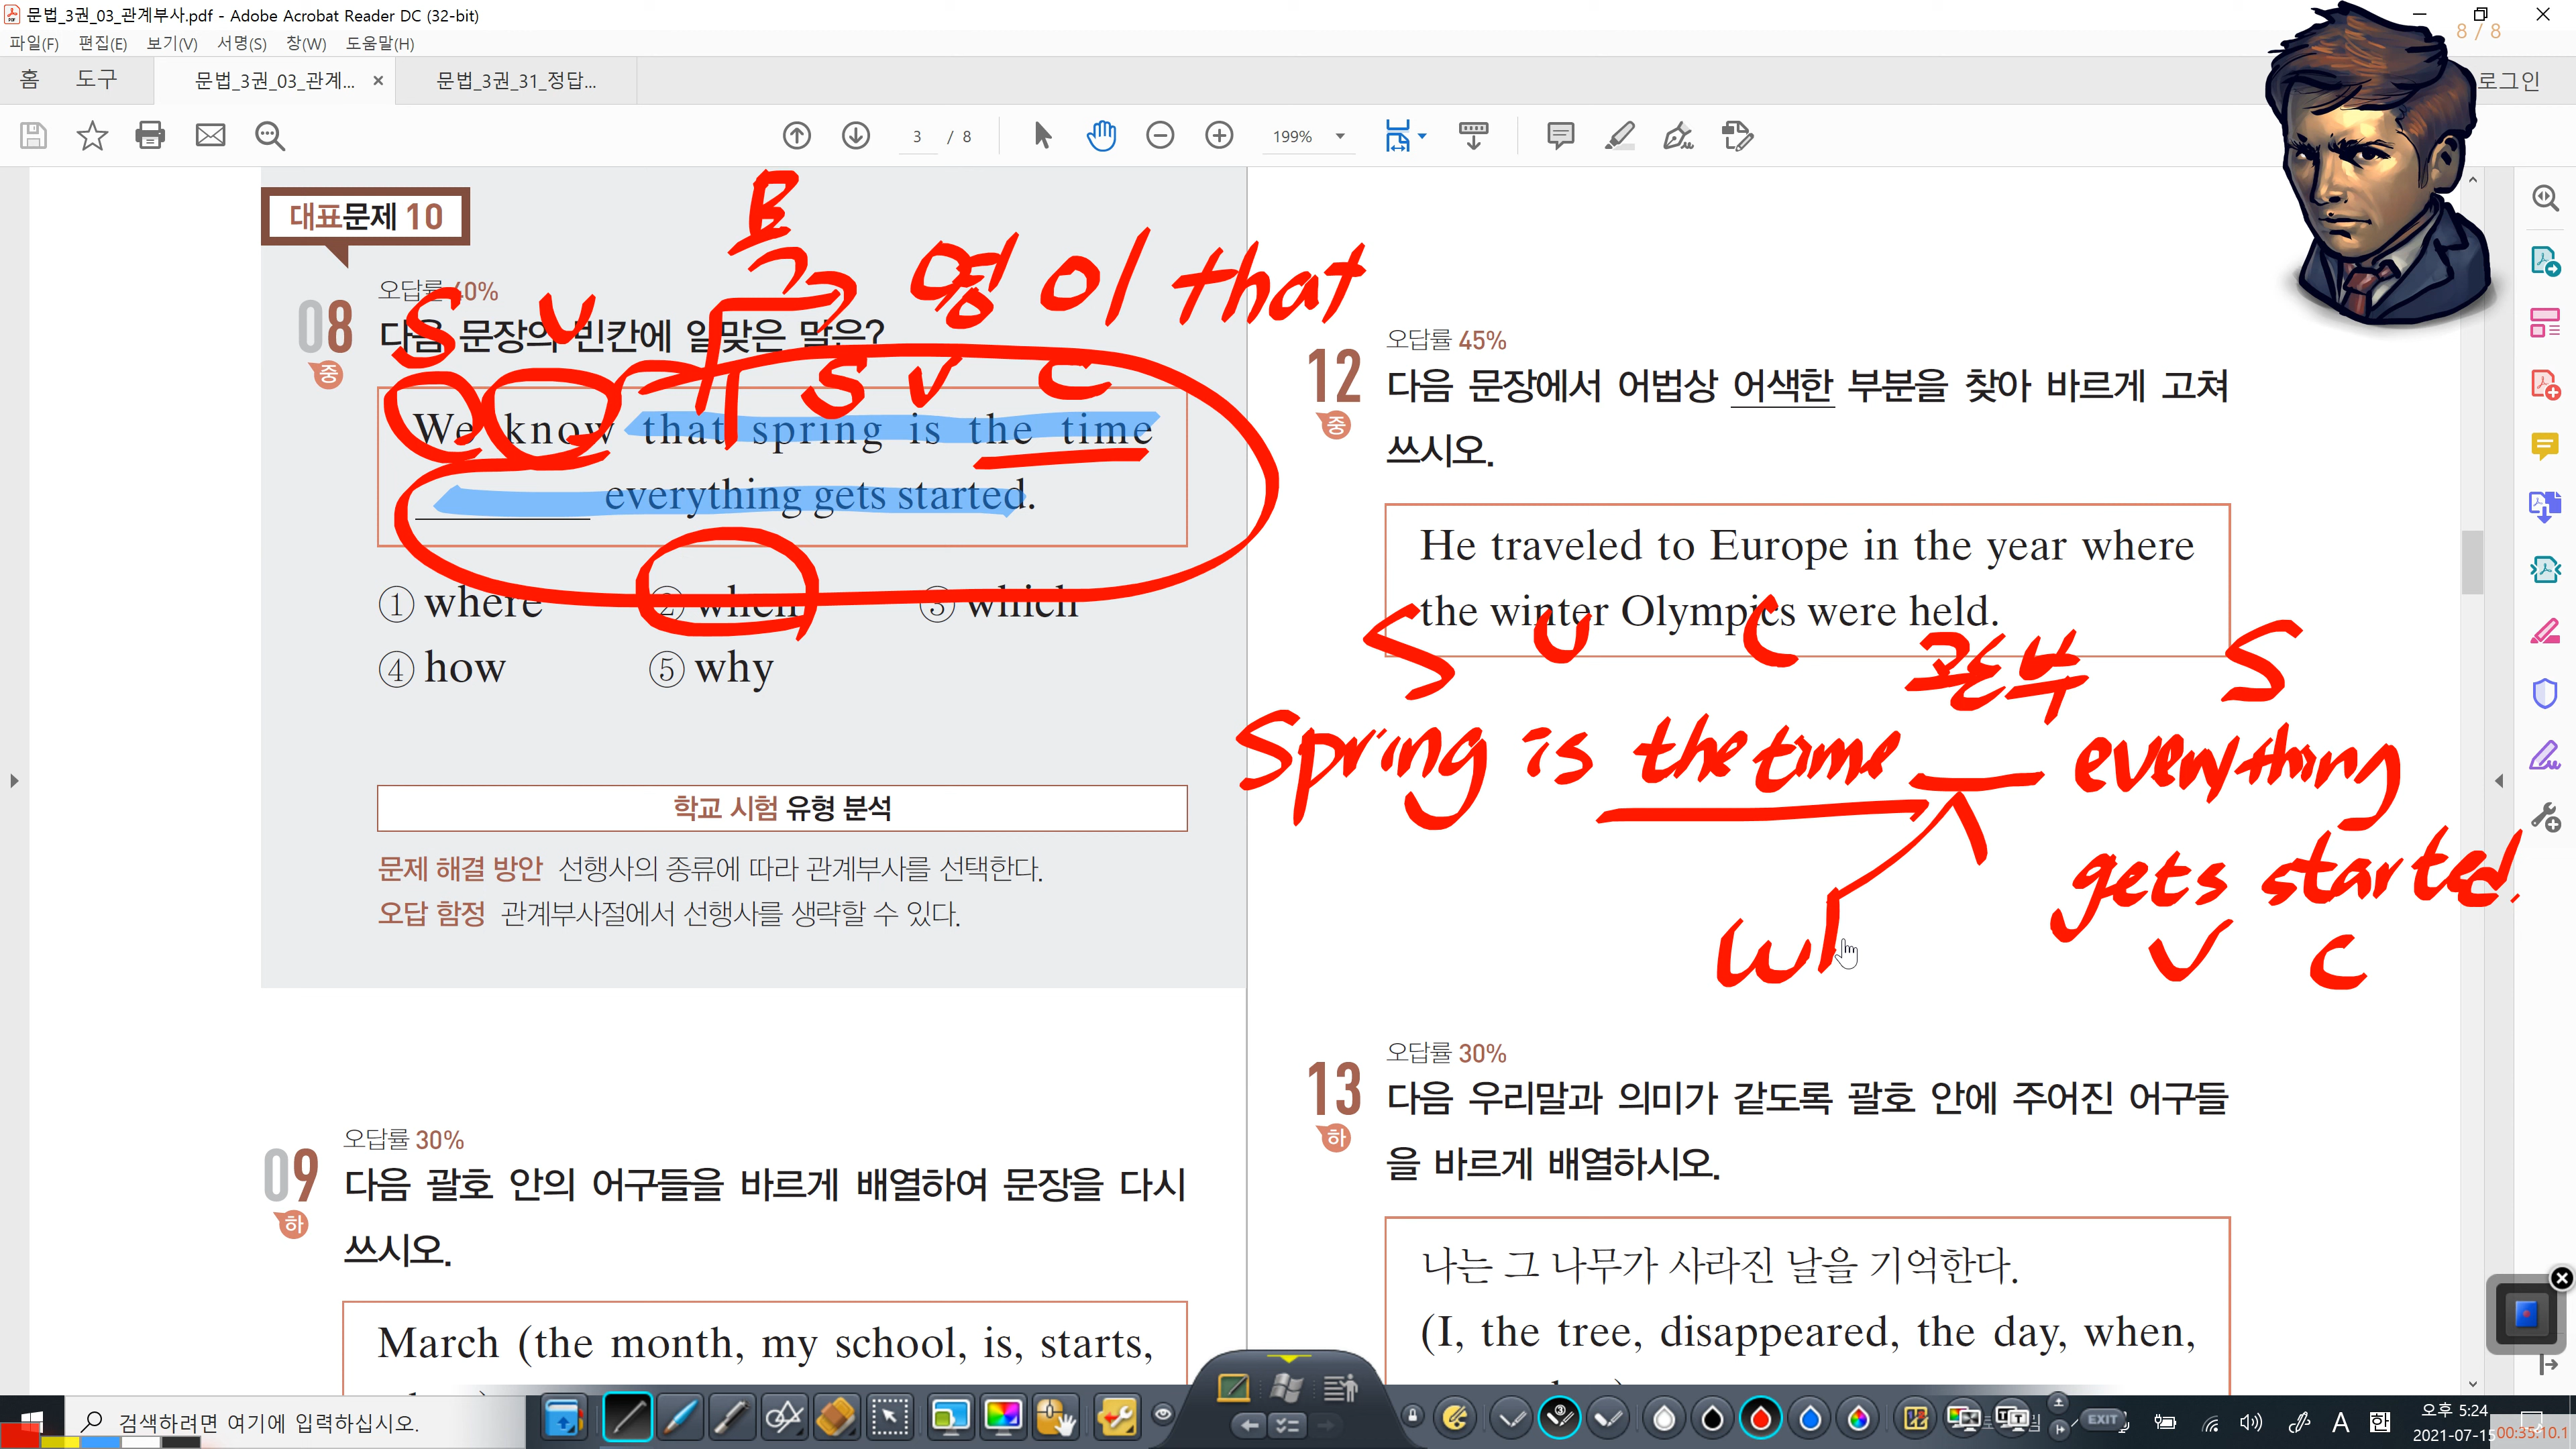 문법_3권_03_관계부사.pdf - Adobe Acrobat Reader DC (32-bit)
8 / 8
파일(F) 편집(E) 보기(V) 서명(S) 창(W) 도움말(H)
홈 도구 문법_3권_03_관계... × 문법_3권_31_정답... 로그인
3 / 8 199%
대표문제 10
목 명 이 that
08
중
오답률 40%
S V
다음 문장의 빈칸에 알맞은 말은?
S V C
We know that spring is the time
everything gets started.
① where ② when ③ which
④ how ⑤ why
학교 시험 유형 분석
문제 해결 방안 선행사의 종류에 따라 관계부사를 선택한다.
오답 함정 관계부사절에서 선행사를 생략할 수 있다.
09
하
오답률 30%
다음 괄호 안의 어구들을 바르게 배열하여 문장을 다시
쓰시오.
March (the month, my school, is, starts,
12
중
오답률 45%
다음 문장에서 어법상 어색한 부분을 찾아 바르게 고쳐
쓰시오.
He traveled to Europe in the year where
the winter Olympics were held.
S V C 관부 S
Spring is the time everything
gets started.
V C
wh
13
하
오답률 30%
다음 우리말과 의미가 같도록 괄호 안에 주어진 어구들
을 바르게 배열하시오.
나는 그 나무가 사라진 날을 기억한다.
(I, the tree, disappeared, the day, when,
검색하려면 여기에 입력하십시오.
EXIT
A 한
오후 5:24
2021-07-15
00:35:10.1